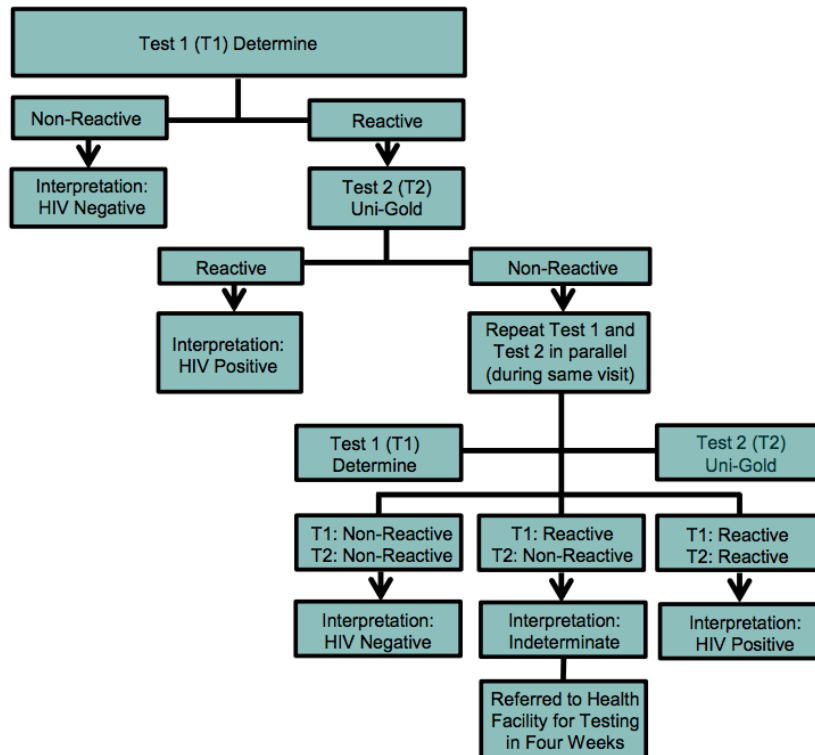 Test 1 (T1) Determine
Non-Reactive
Reactive
Interpretation:
HIV Negative
Test 2 (T2)
Uni-Gold
Reactive
Non-Reactive
Interpretation:
HIV Positive
Repeat Test 1 and
Test 2 in parallel
(during same visit)
Test 1 (T1)
Determine
Test 2 (T2)
Uni-Gold
T1: Non-Reactive
T2: Non-Reactive
T1: Reactive
T2: Non-Reactive
T1: Reactive
T2: Reactive
Interpretation:
HIV Negative
Interpretation:
Indeterminate
Interpretation:
HIV Positive
Referred to Health
Facility for Testing
in Four Weeks